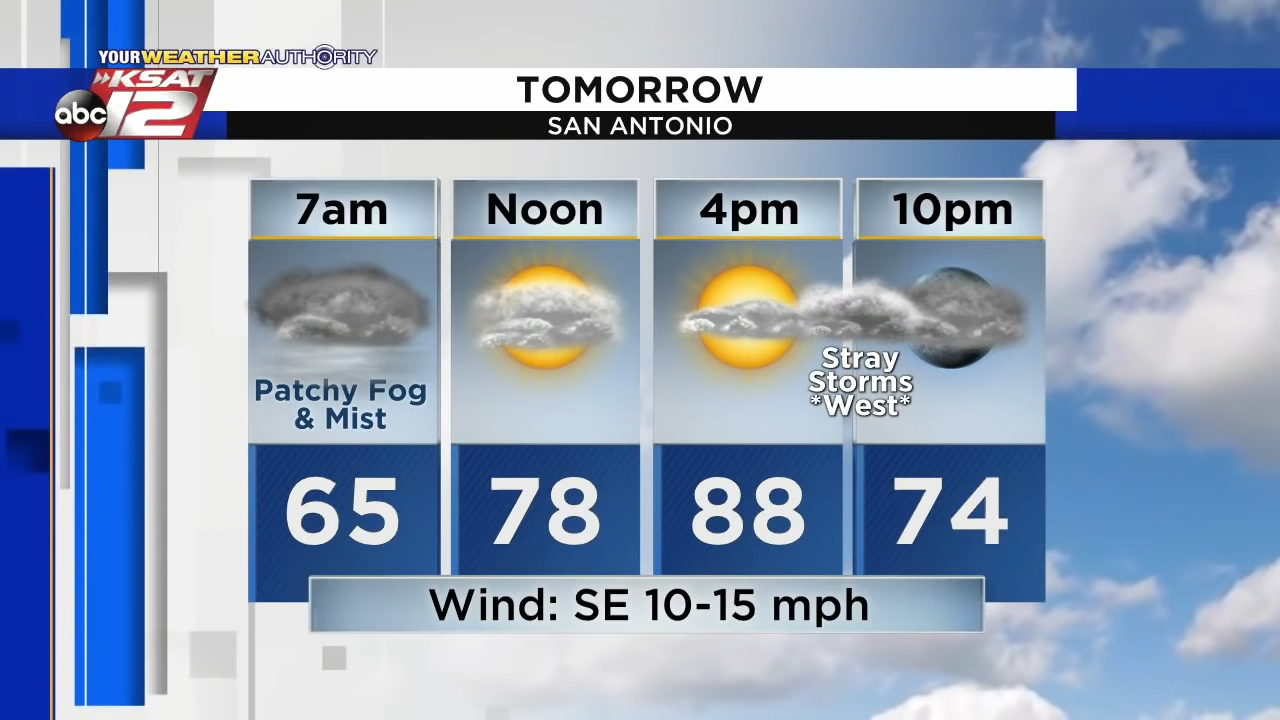 YOURWEATHERAUTHORITY
KSAT
abc
12
TOMORROW
SAN ANTONIO
7am
Noon
4pm
10pm
Patchy Fog
& Mist
Stray
Storms
*West*
65
78
88
74
Wind: SE 10-15 mph